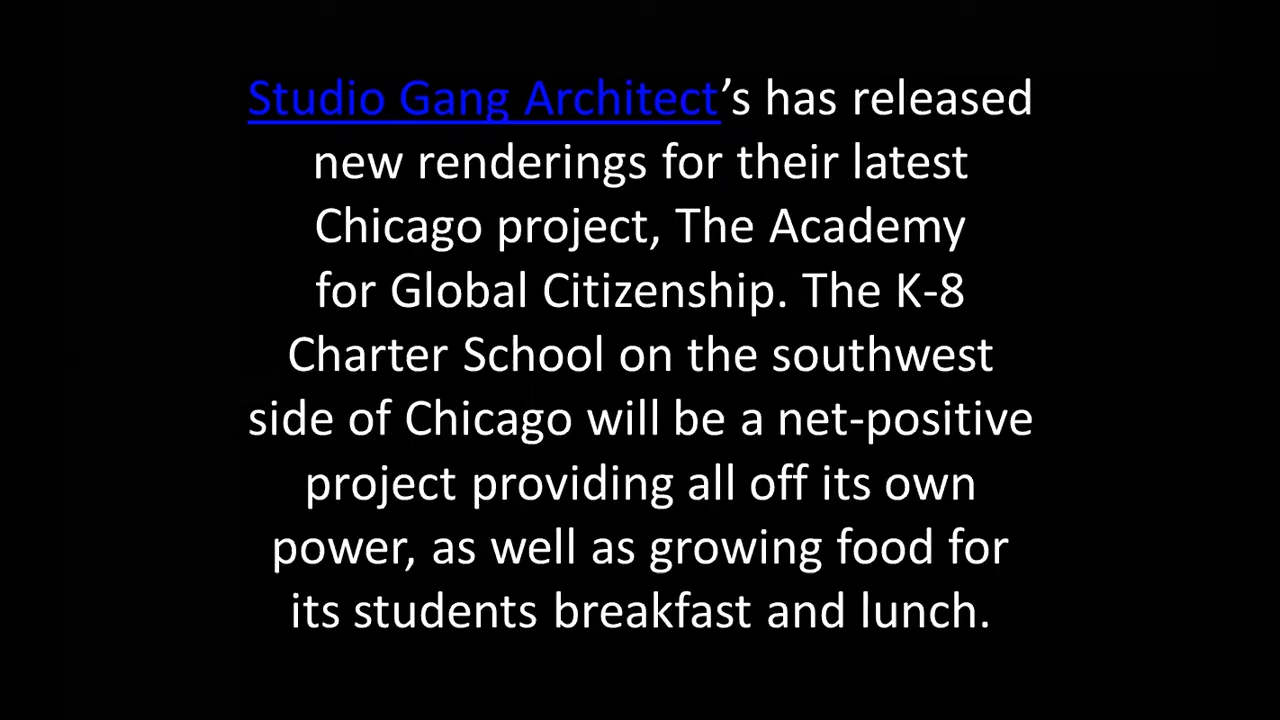 Studio Gang Architect’s has released
new renderings for their latest
Chicago project, The Academy
for Global Citizenship. The K-8
Charter School on the southwest
side of Chicago will be a net-positive
project providing all off its own
power, as well as growing food for
its students breakfast and lunch.